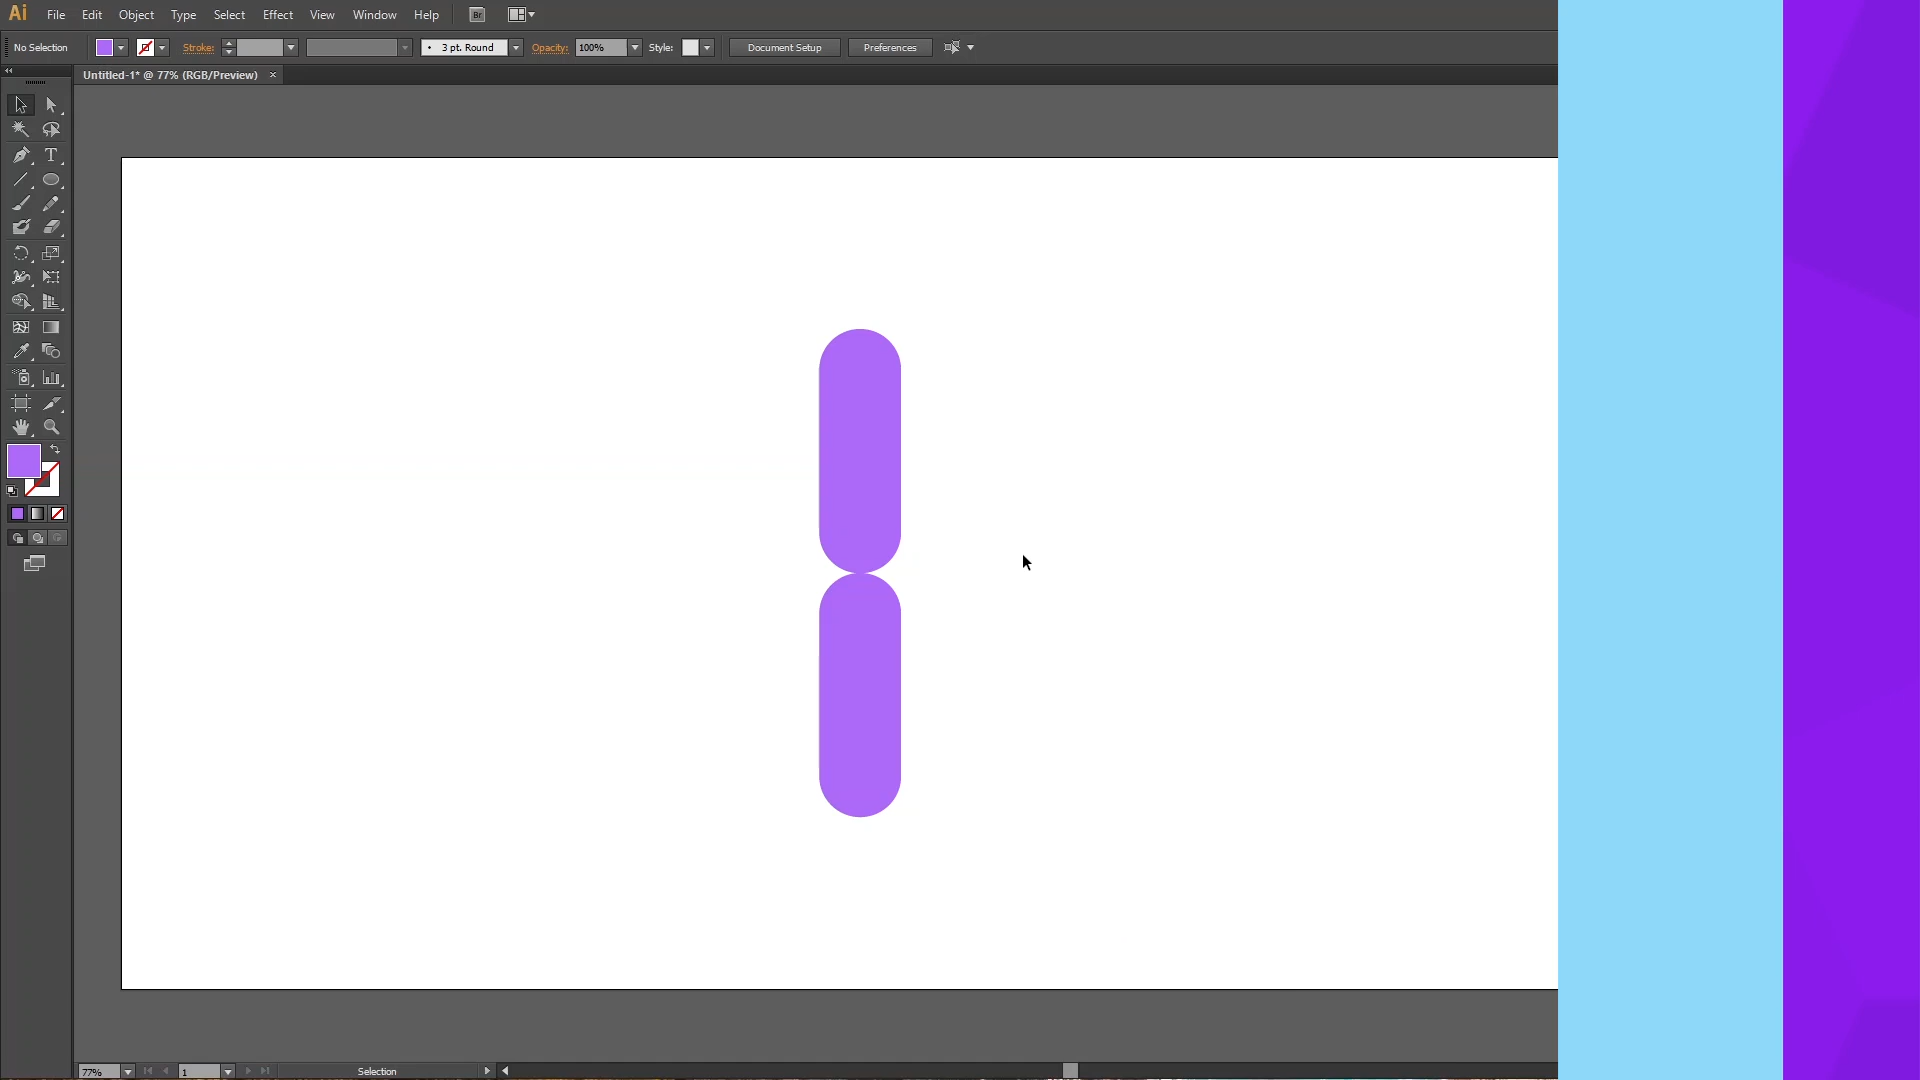 Ai File Edit Object Type Select Effect View Window Help Br
No Selection Stroke: 3 pt. Round Opacity: 100% Style: Document Setup Preferences
Untitled-1* @ 77% (RGB/Preview) ×
T
77% 1 Selection